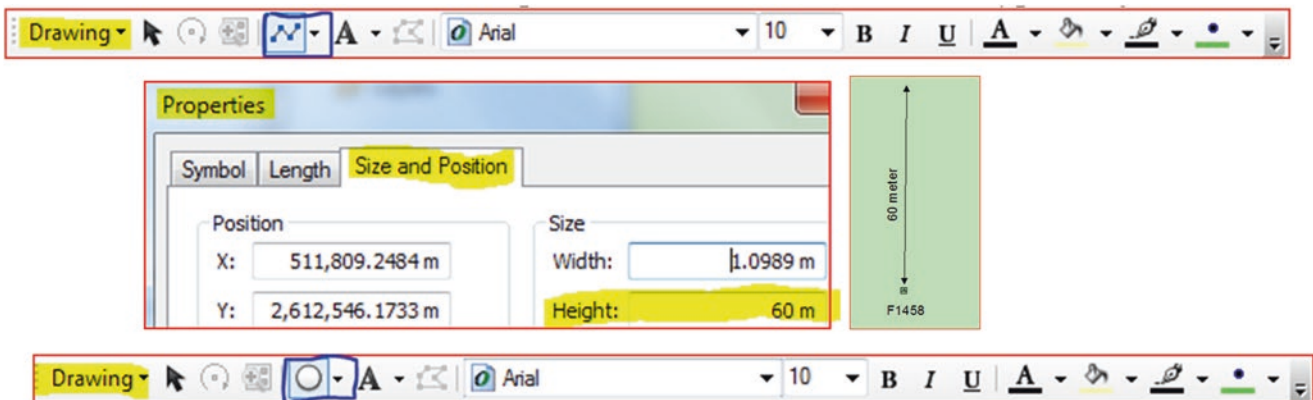 Drawing A Arial 10 B I U A
Properties
Symbol Length Size and Position
Position Size
X: 511,809.2484 m Width: 1.0989 m
Y: 2,612,546.1733 m Height: 60 m
60 meter
F1458
Drawing A Arial 10 B I U A